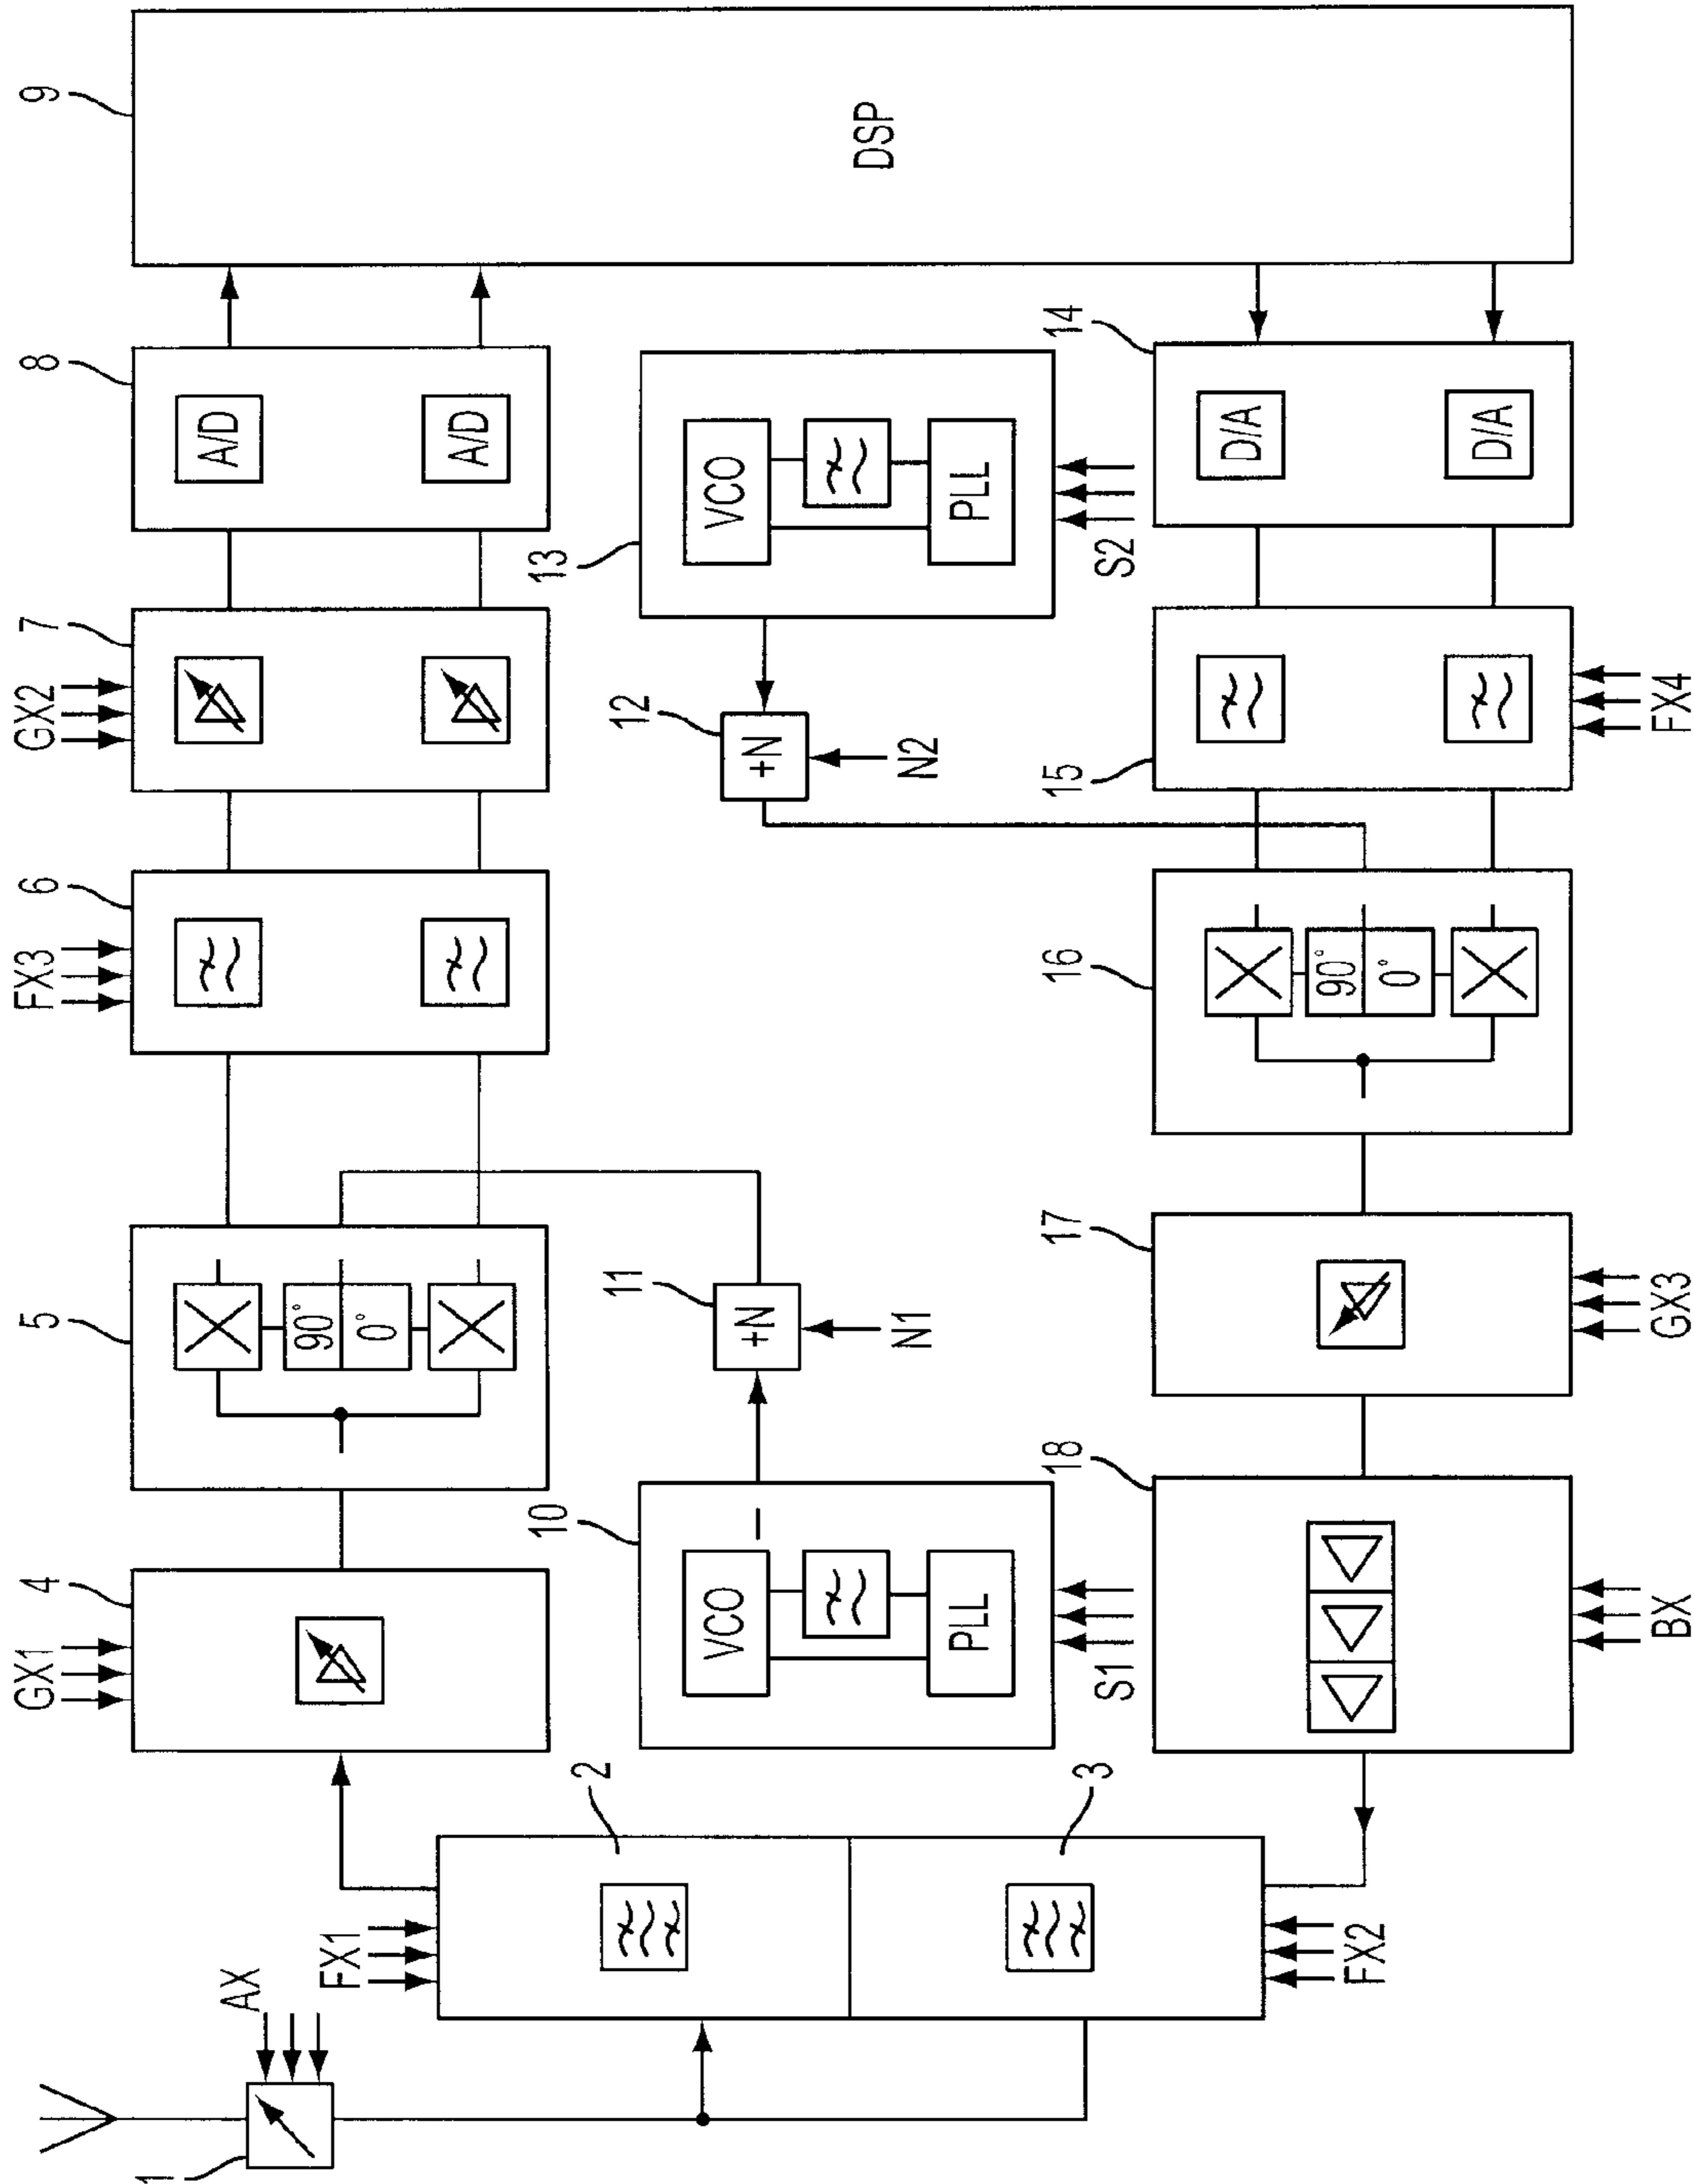 GX1
FX3
GX2
4
5
6
7
8
9
90°
0°
A/D
A/D
AX
FX1
1
2
3
FX2
10
VCO
PLL
S1
11
+N
N1
12
+N
N2
13
VCO
PLL
S2
DSP
18
17
16
15
14
90°
0°
D/A
D/A
BX
GX3
FX4